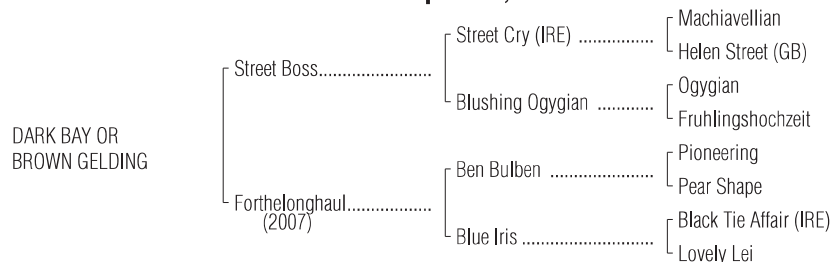 Machiavellian
Street Cry (IRE) ................
Helen Street (GB)
Street Boss........................
Ogygian
Blushing Ogygian ............
Fruhlingshochzeit
DARK BAY OR
BROWN GELDING
Pioneering
Ben Bulben ......................
Pear Shape
Forthelonghaul.................
(2007)
Black Tie Affair (IRE)
Blue Iris ............................
Lovely Lei